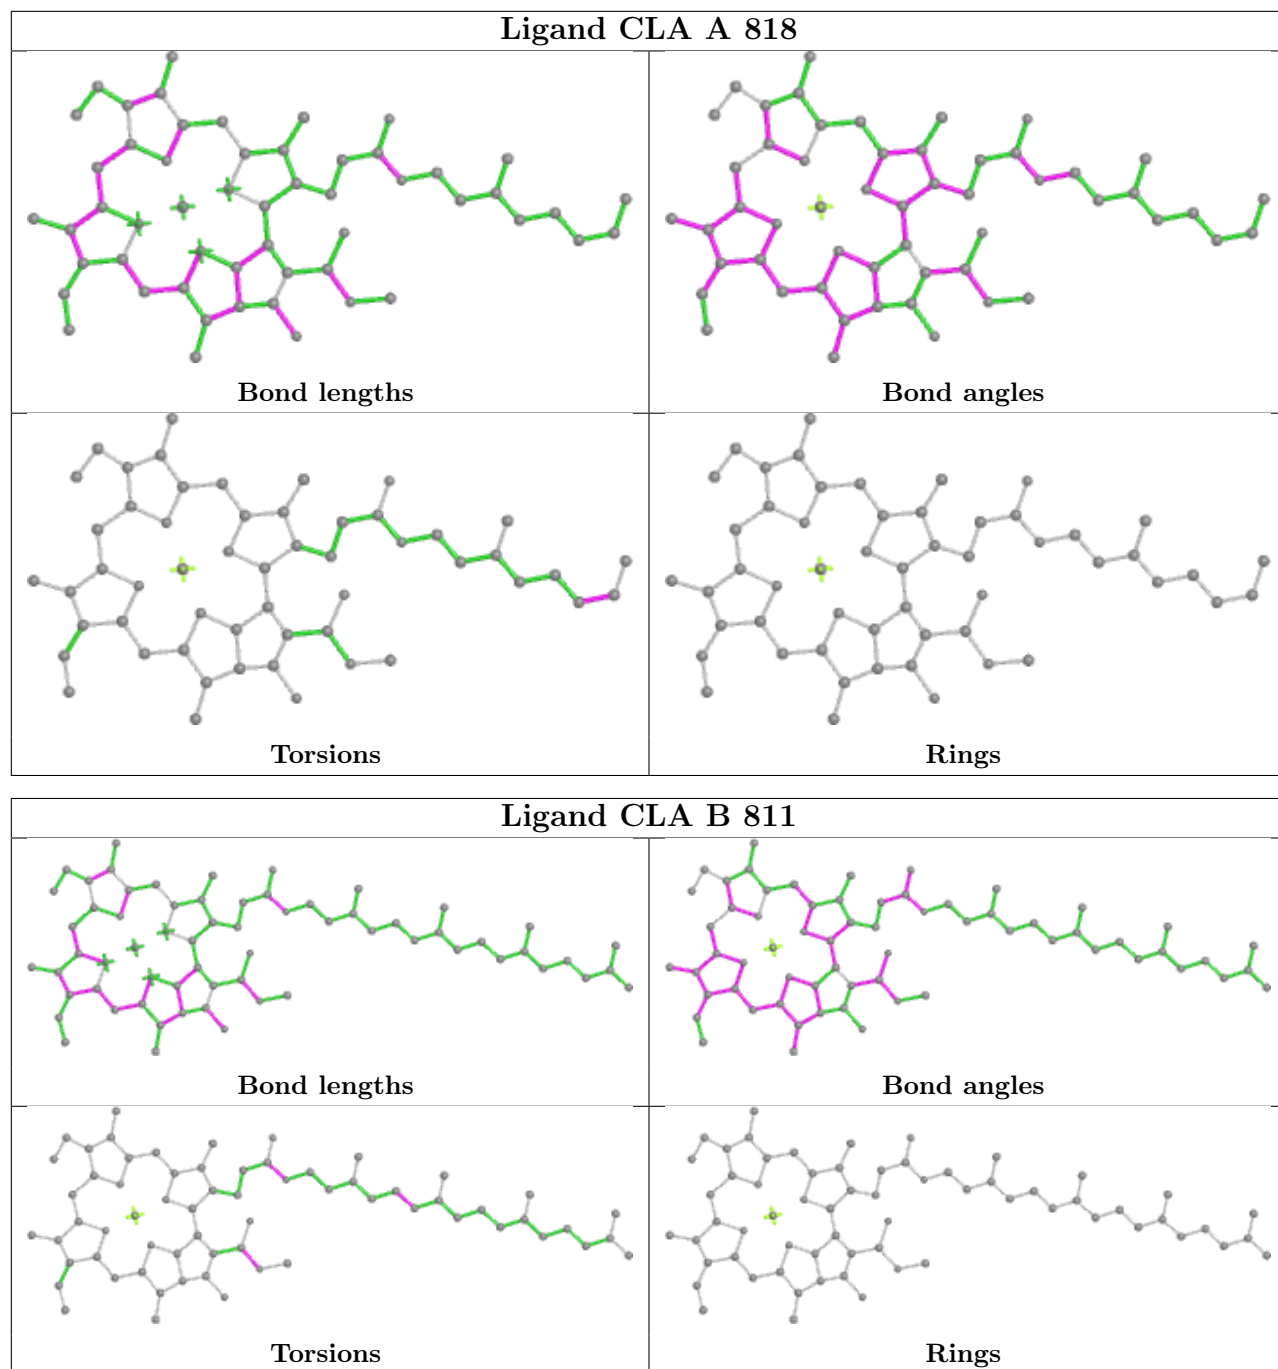 Ligand CLA A 818
Bond lengths
Bond angles
Torsions
Rings
Ligand CLA B 811
Bond lengths
Bond angles
Torsions
Rings